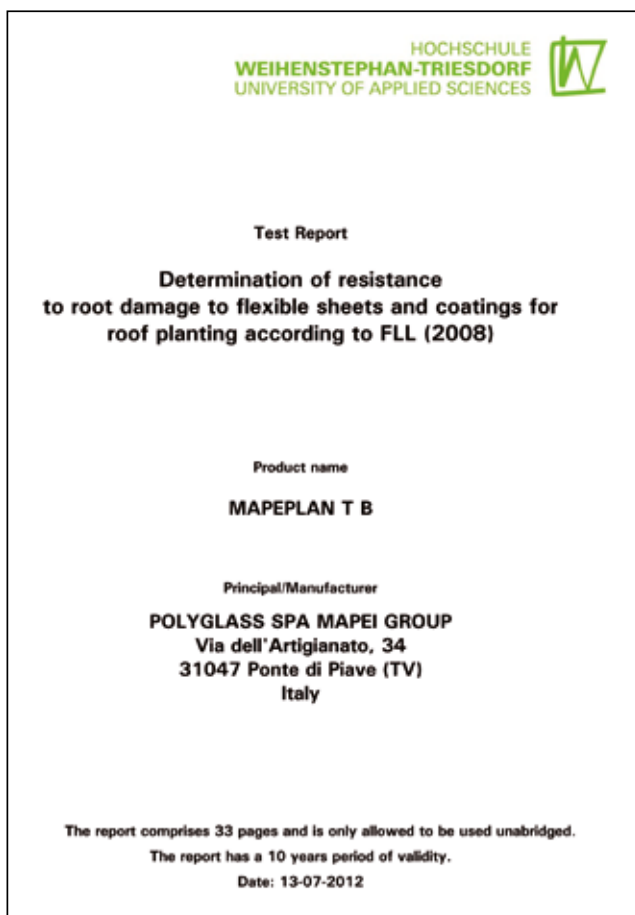 HOCHSCHULE
WEIHENSTEPHAN-TRIESDORF
UNIVERSITY OF APPLIED SCIENCES
Test Report
Determination of resistance
to root damage to flexible sheets and coatings for
roof planting according to FLL (2008)
Product name
MAPEPLAN T B
Principal/Manufacturer
POLYGLASS SPA MAPEI GROUP
Via dell'Artigianato, 34
31047 Ponte di Piave (TV)
Italy
The report comprises 33 pages and is only allowed to be used unabridged.
The report has a 10 years period of validity.
Date: 13-07-2012